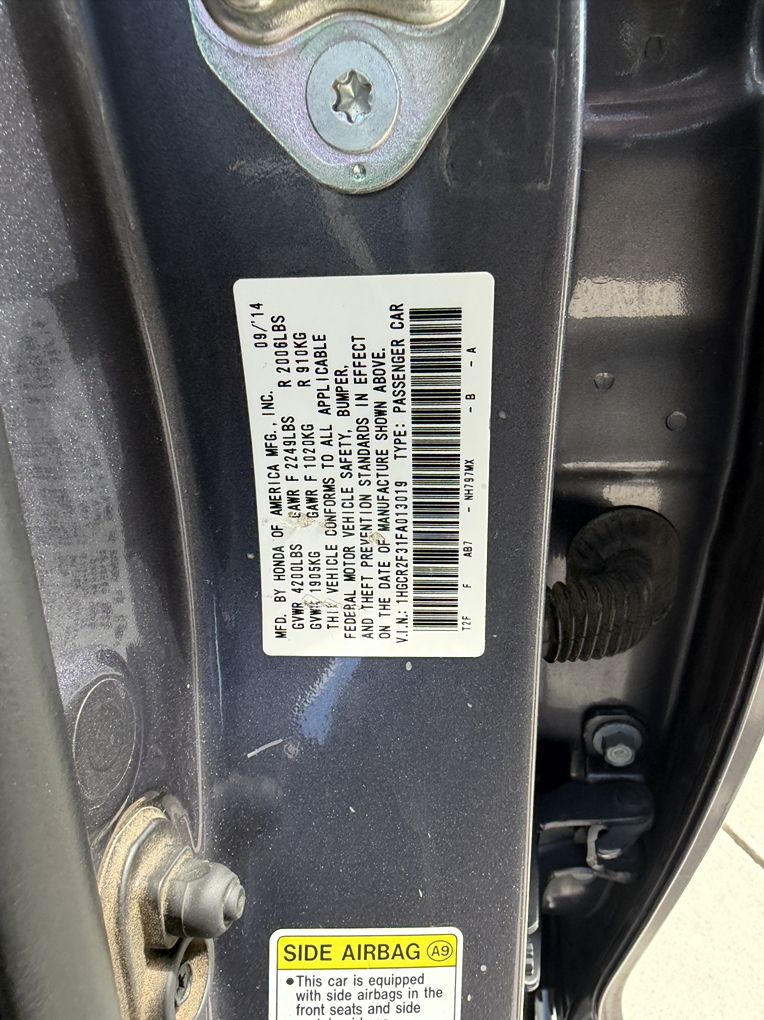 MFD. BY HONDA OF AMERICA MFG., INC. 09/'14
GVWR 4200LBS GAWR F 2249LBS R 2006LBS
GVWR 1905KG GAWR F 1020KG R 910KG
THIS VEHICLE CONFORMS TO ALL APPLICABLE
FEDERAL MOTOR VEHICLE SAFETY, BUMPER,
AND THEFT PREVENTION STANDARDS IN EFFECT
ON THE DATE OF MANUFACTURE SHOWN ABOVE.
V.I.N.: 1HGCR2F31FA013019 TYPE: PASSENGER CAR
T2F F AB7 - NH797MX - B - A
SIDE AIRBAG A9
•This car is equipped
with side airbags in the
front seats and side